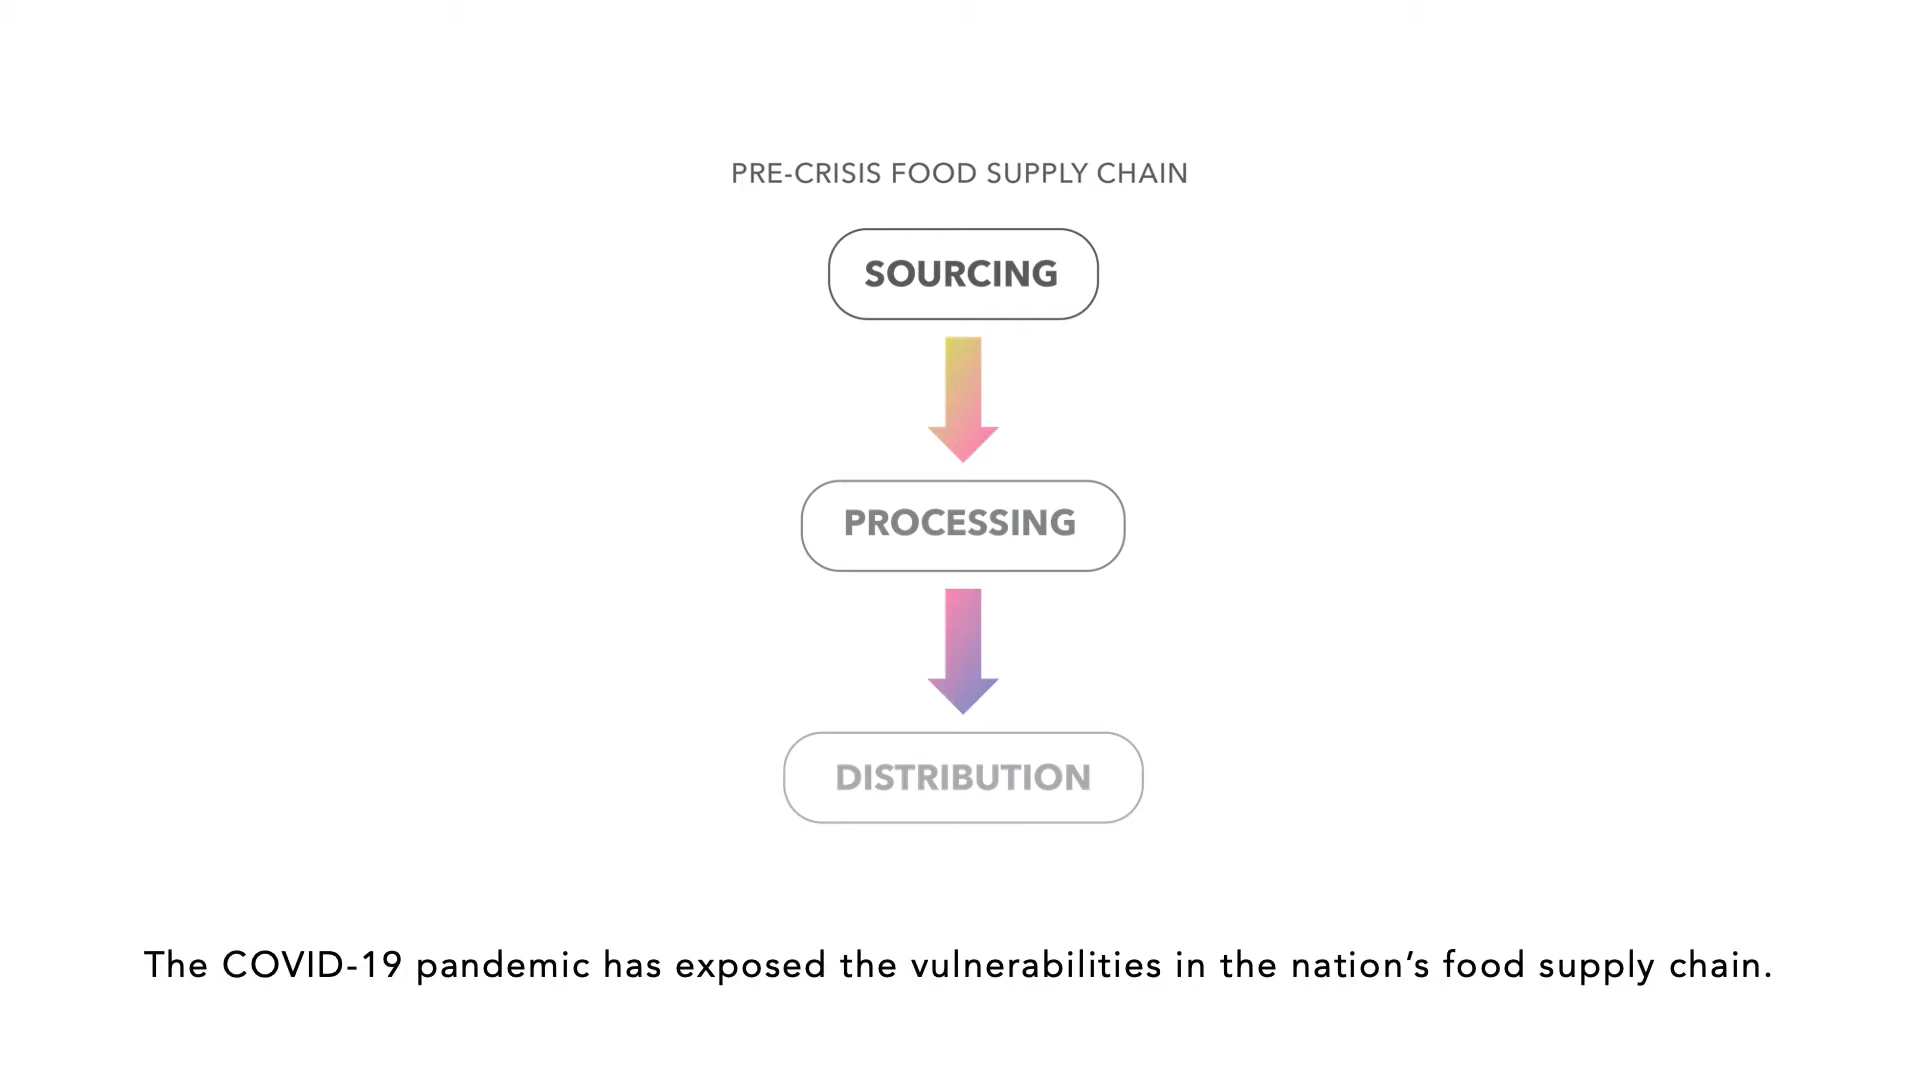 PRE-CRISIS FOOD SUPPLY CHAIN
SOURCING
PROCESSING
DISTRIBUTION
The COVID-19 pandemic has exposed the vulnerabilities in the nation’s food supply chain.